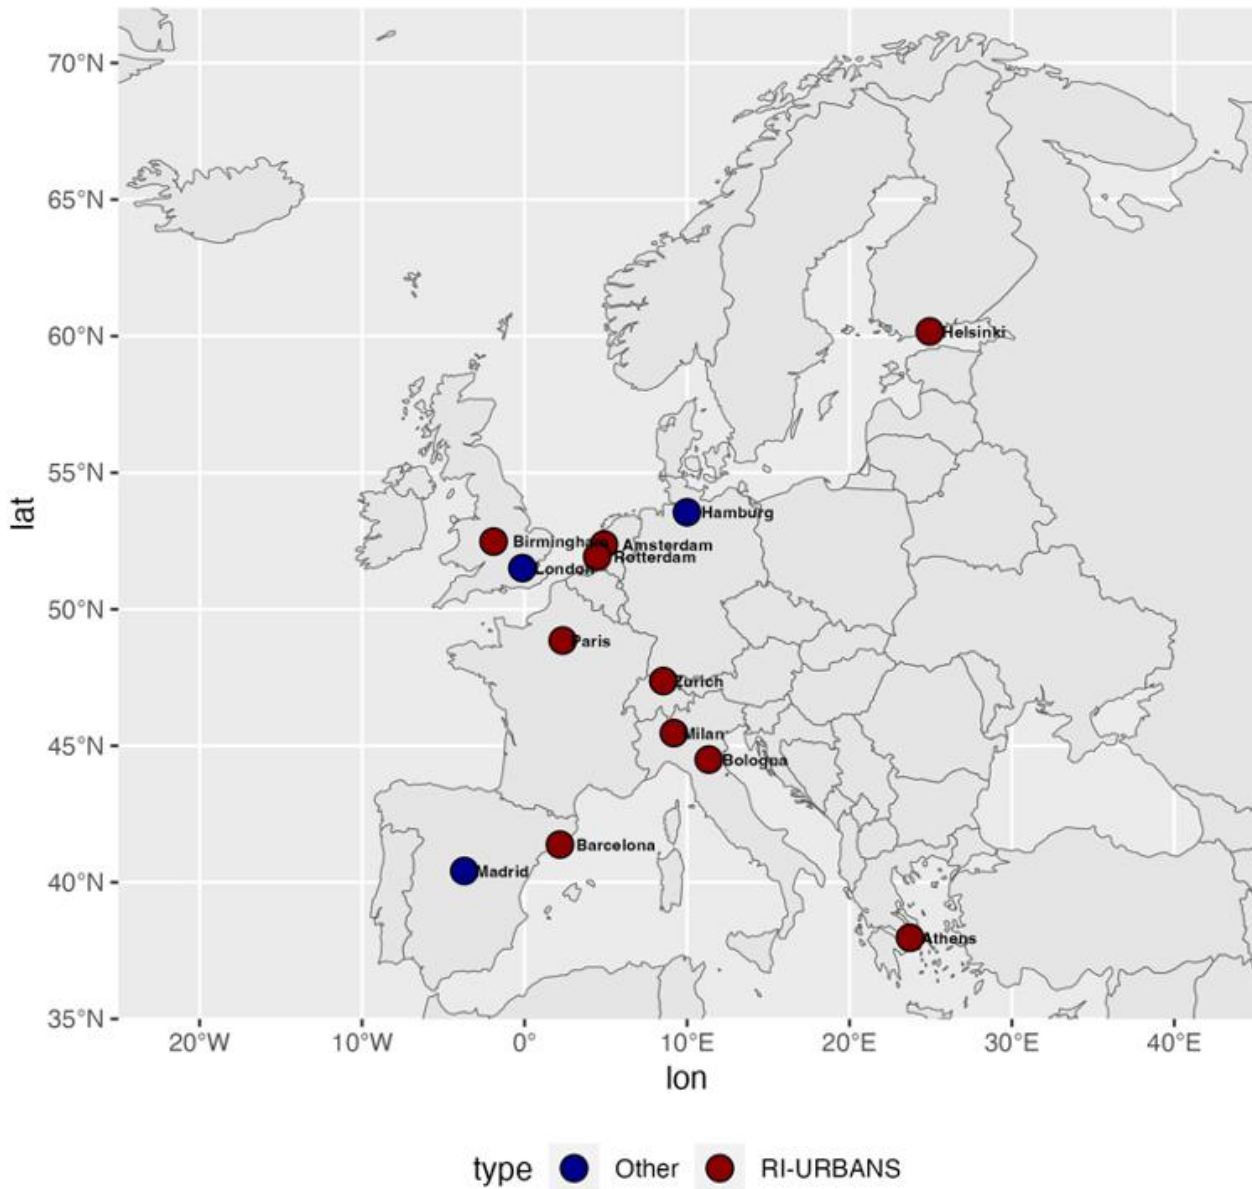 70°N
65°N
60°N
55°N
50°N
45°N
40°N
35°N
lat
Helsinki
Hamburg
Birmingham
Amsterdam
Rotterdam
London
Paris
Zurich
Milan
Bologna
Barcelona
Madrid
Athens
20°W
10°W
0°
10°E
20°E
30°E
40°E
lon
type
Other
RI-URBANS